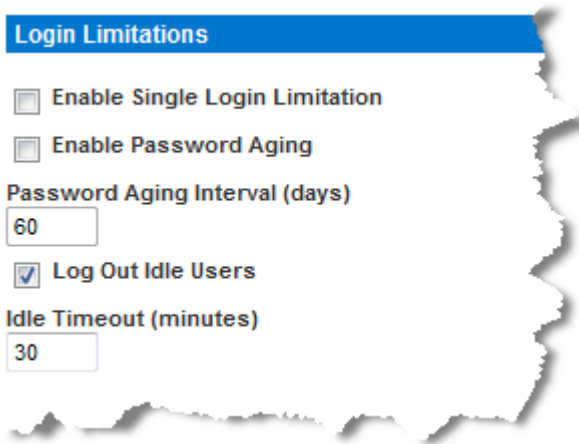 Login Limitations
Enable Single Login Limitation
Enable Password Aging
Password Aging Interval (days)
60
Log Out Idle Users
Idle Timeout (minutes)
30